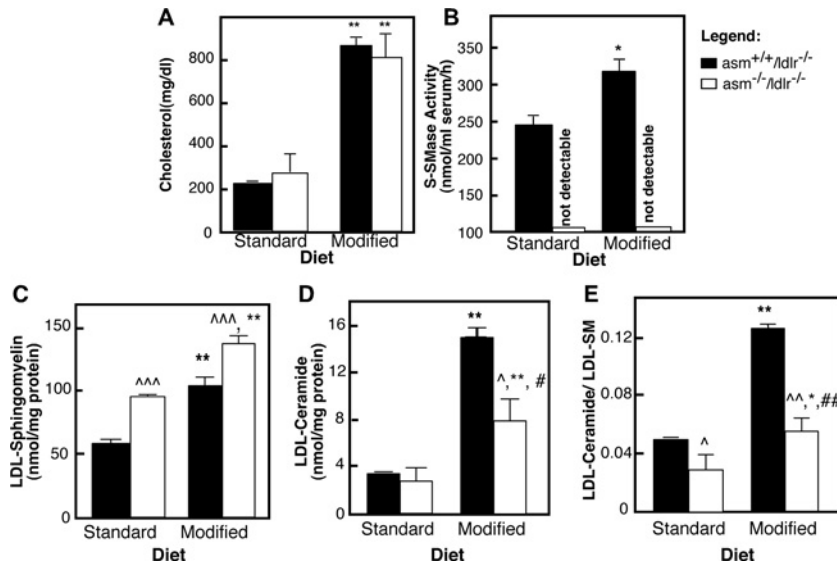 A
Cholesterol(mg/dl)
800
600
400
200
0
**
**
Standard
Modified
Diet
B
S-SMase Activity
(nmol/ml serum/h)
350
300
250
200
150
100
*
not detectable
not detectable
Standard
Modified
Diet
Legend:
asm+/+/ldlr-/-
asm-/-/ldlr-/-
C
LDL-Sphingomyelin
(nmol/mg protein)
150
100
50
0
^^^
**
^^^, **
Standard
Modified
Diet
D
LDL-Ceramide
(nmol/mg protein)
16
12
8
4
0
**
^,**, #
Standard
Modified
Diet
E
LDL-Ceramide/ LDL-SM
0.12
0.08
0.04
0
^
**
^^,*,##
Standard
Modified
Diet